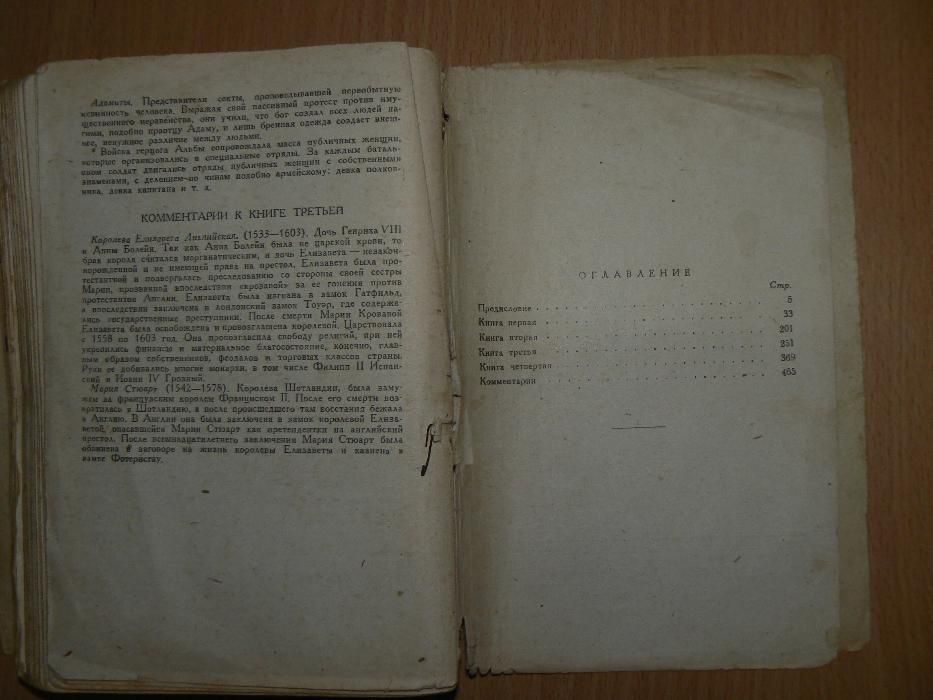 Адамиты. Представители секты, проповедывавшей первобытную
невинность человека. Выражая свой пассивный протест против иму-
щественного неравенства, они учили, что бог создал всех людей на-
гими, подобно праотцу Адаму, и лишь бренная одежда создает внеш-
нее, ненужное различие между людьми.
* Войска герцога Альбы сопровождала масса публичных женщин,
которые организовались в специальные отряды. За каждым баталь-
оном солдат двигались отряды публичных женщин с собственными
знаменами, с делением по чинам подобно армейскому: девка полков-
ника, девка капитана и т. д.
КОММЕНТАРИИ К КНИГЕ ТРЕТЬЕЙ
Королева Елизавета Английская. (1533—1603). Дочь Генриха VIII
и Анны Болейн. Так как Анна Болейн была не царской крови, то
брак короля считался морганатическим, и дочь Елизавета - незакон-
норожденной и не имеющей права на престол. Елизавета была про-
тестанткой и подвергалась преследованию со стороны своей сестры
Марии, прозванной впоследствии «кровавой» за ее гонения против
протестантов Англии. Елизавета была изгнана в замок Гатфильд,
а впоследствии заключена в лондонский замок Тоуэр, где содержа-
лись государственные преступники. После смерти Марии Кровавой
Елизавета была освобождена и провозглашена королевой. Царствовала
с 1558 по 1603 год. Она провозгласила свободу религий, при ней
укрепились финансы и материальное благосостояние, конечно, глав-
ным образом собственников, феодалов и торговых классов страны.
Руки ее добивались многие монархи, в том числе Филипп II Испан-
ский и Иоанн IV Грозный.
Мария Стюарт (1542—1578). Королева Шотландии, была заму-
жем за французским королем Франциском II. После его смерти воз-
вратилась в Шотландию, а после происшедшего там восстания бежала
в Англию. В Англии она была заключена в замок королевой Елиза-
ветой, опасавшейся Марии Стюарт как претендентки на английский
престол. После восемнадцатилетнего заключения Мария Стюарт была
обвинена в заговоре на жизнь королевы Елизаветы и казнена в
замке Фотерингэу.
ОГЛАВЛЕНИЕ
Стр.
Предисловие 5
Книга первая 33
Книга вторая 201
Книга третья 251
Книга четвертая 369
Комментарии 465